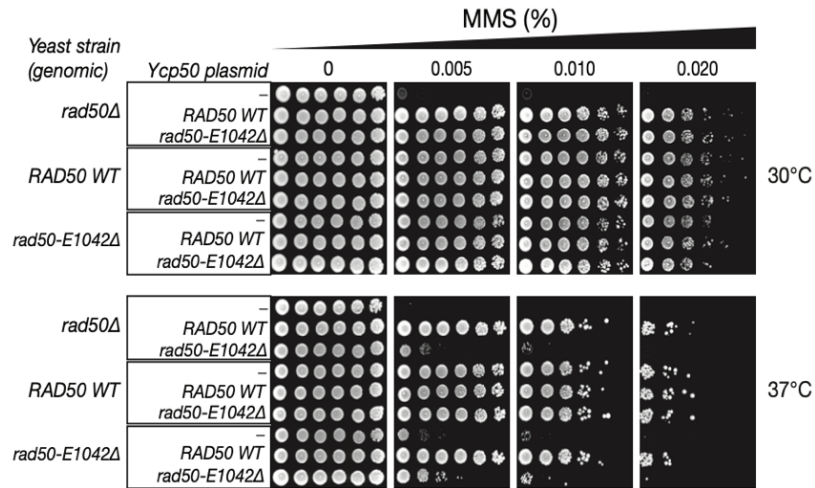 MMS (%)
Yeast strain
(genomic)
Ycp50 plasmid
0 0.005 0.010 0.020
rad50Δ
–
RAD50 WT
rad50-E1042Δ
RAD50 WT
–
RAD50 WT
rad50-E1042Δ
rad50-E1042Δ
–
RAD50 WT
rad50-E1042Δ
30°C
rad50Δ
–
RAD50 WT
rad50-E1042Δ
RAD50 WT
–
RAD50 WT
rad50-E1042Δ
rad50-E1042Δ
–
RAD50 WT
rad50-E1042Δ
37°C